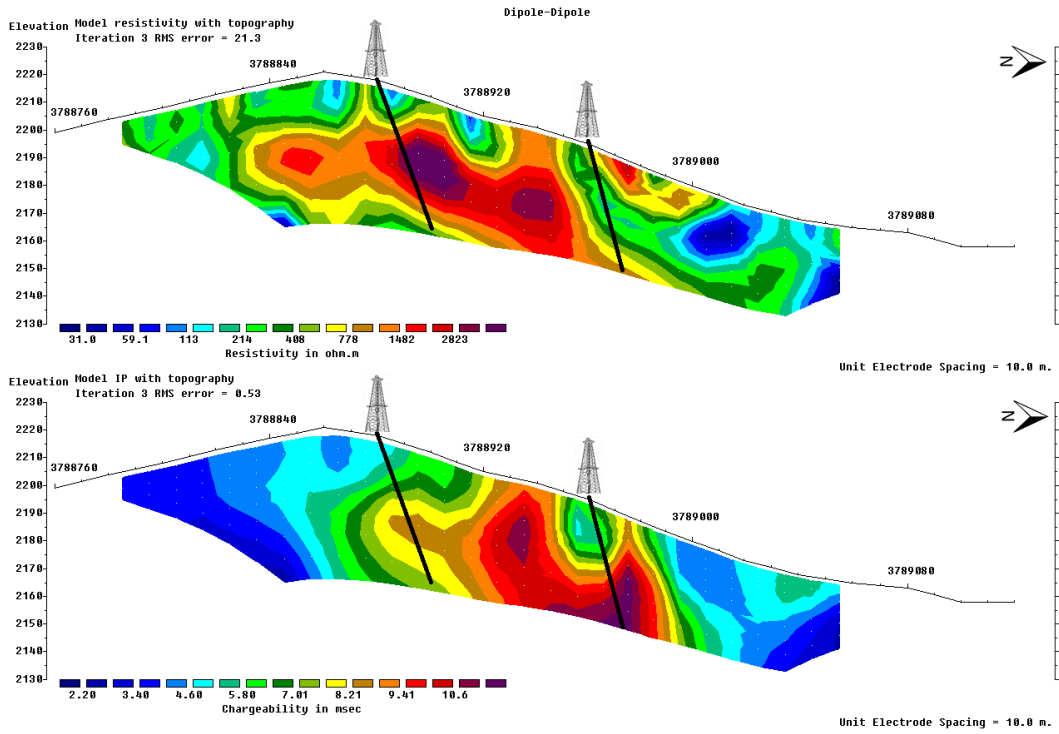 Dipole-Dipole
Elevation Model resistivity with topography
Iteration 3 RMS error = 21.3
2230
2220
2210
2200
2190
2180
2170
2160
2150
2140
2130
3788760
3788840
3788920
3789000
3789080
N
31.0 59.1 113 214 408 778 1482 2823
Resistivity in ohm.m
Unit Electrode Spacing = 10.0 m.
Elevation Model IP with topography
Iteration 3 RMS error = 0.53
2230
2220
2210
2200
2190
2180
2170
2160
2150
2140
2130
3788760
3788840
3788920
3789000
3789080
N
2.20 3.40 4.60 5.80 7.01 8.21 9.41 10.6
Chargeability in msec
Unit Electrode Spacing = 10.0 m.